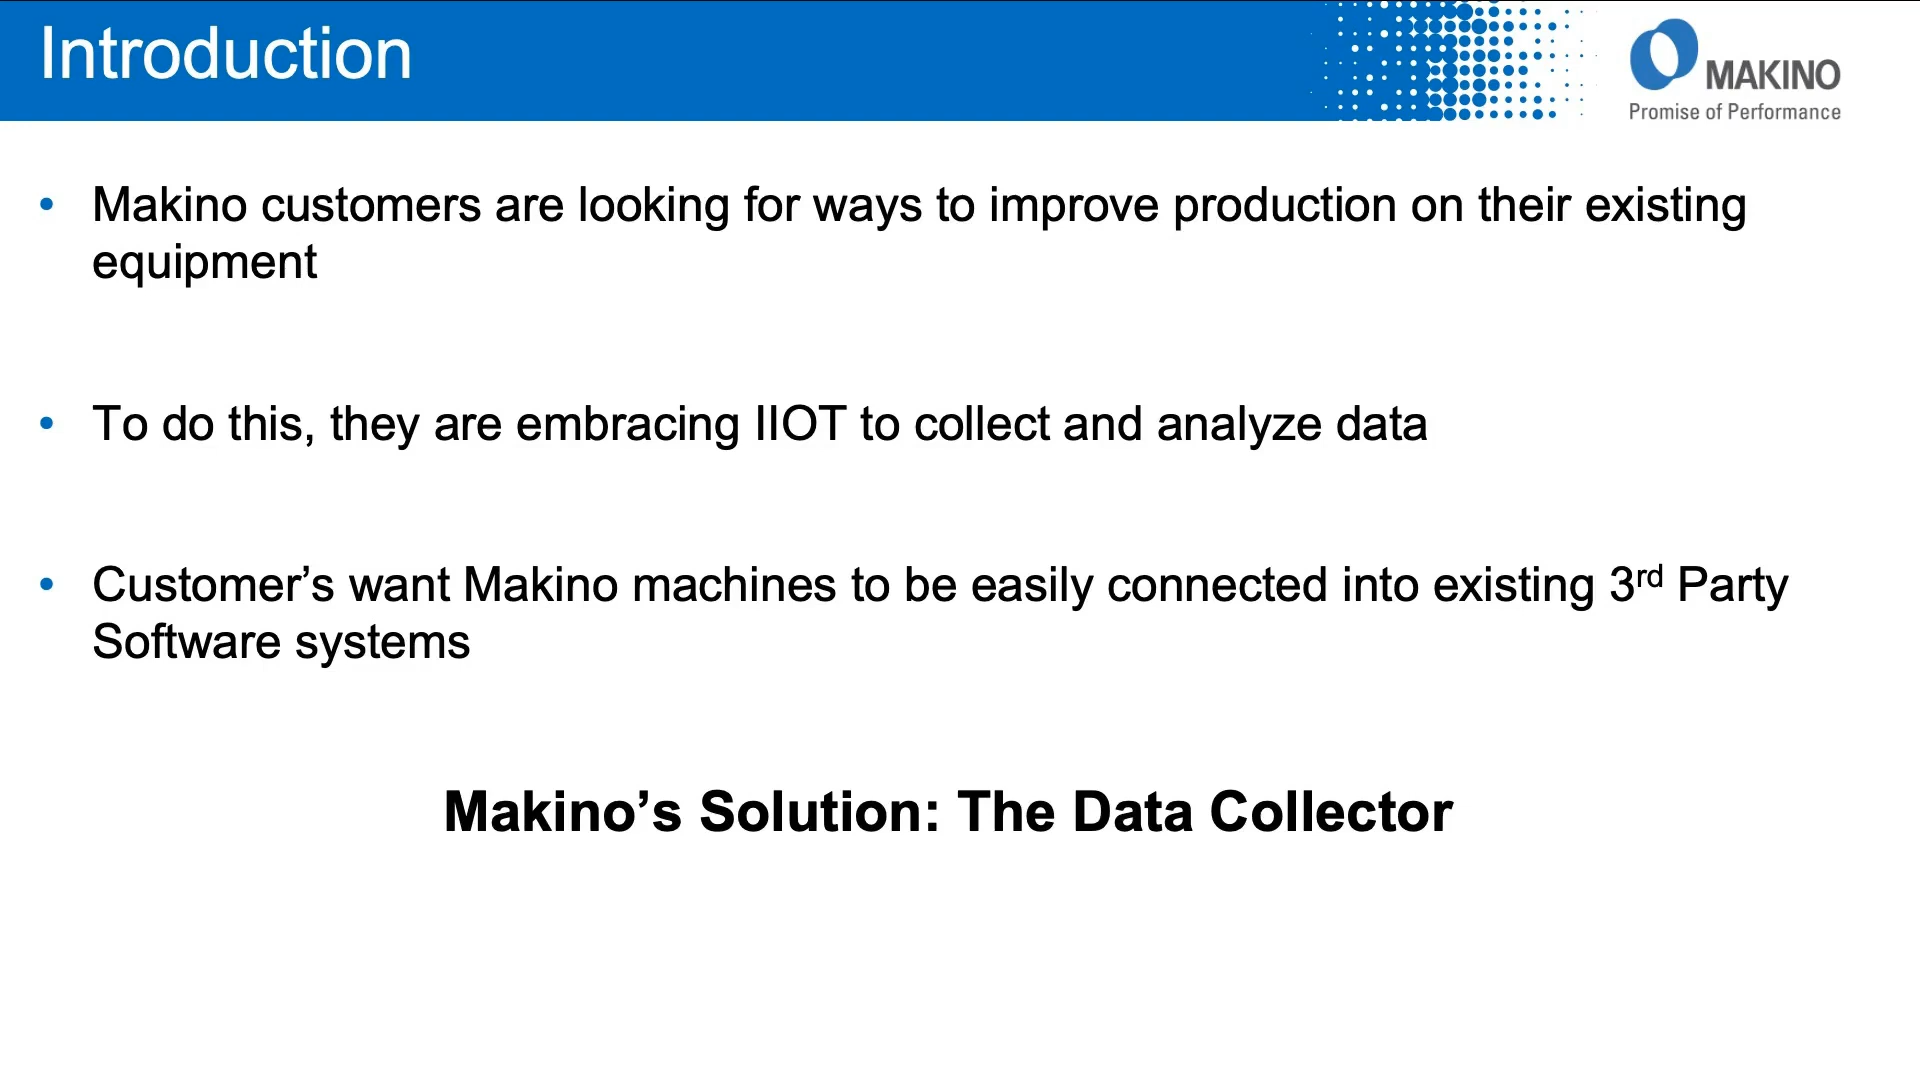 Introduction
MAKINO
Promise of Performance
• Makino customers are looking for ways to improve production on their existing
equipment
• To do this, they are embracing IIOT to collect and analyze data
• Customer’s want Makino machines to be easily connected into existing 3rd Party
Software systems
Makino’s Solution: The Data Collector